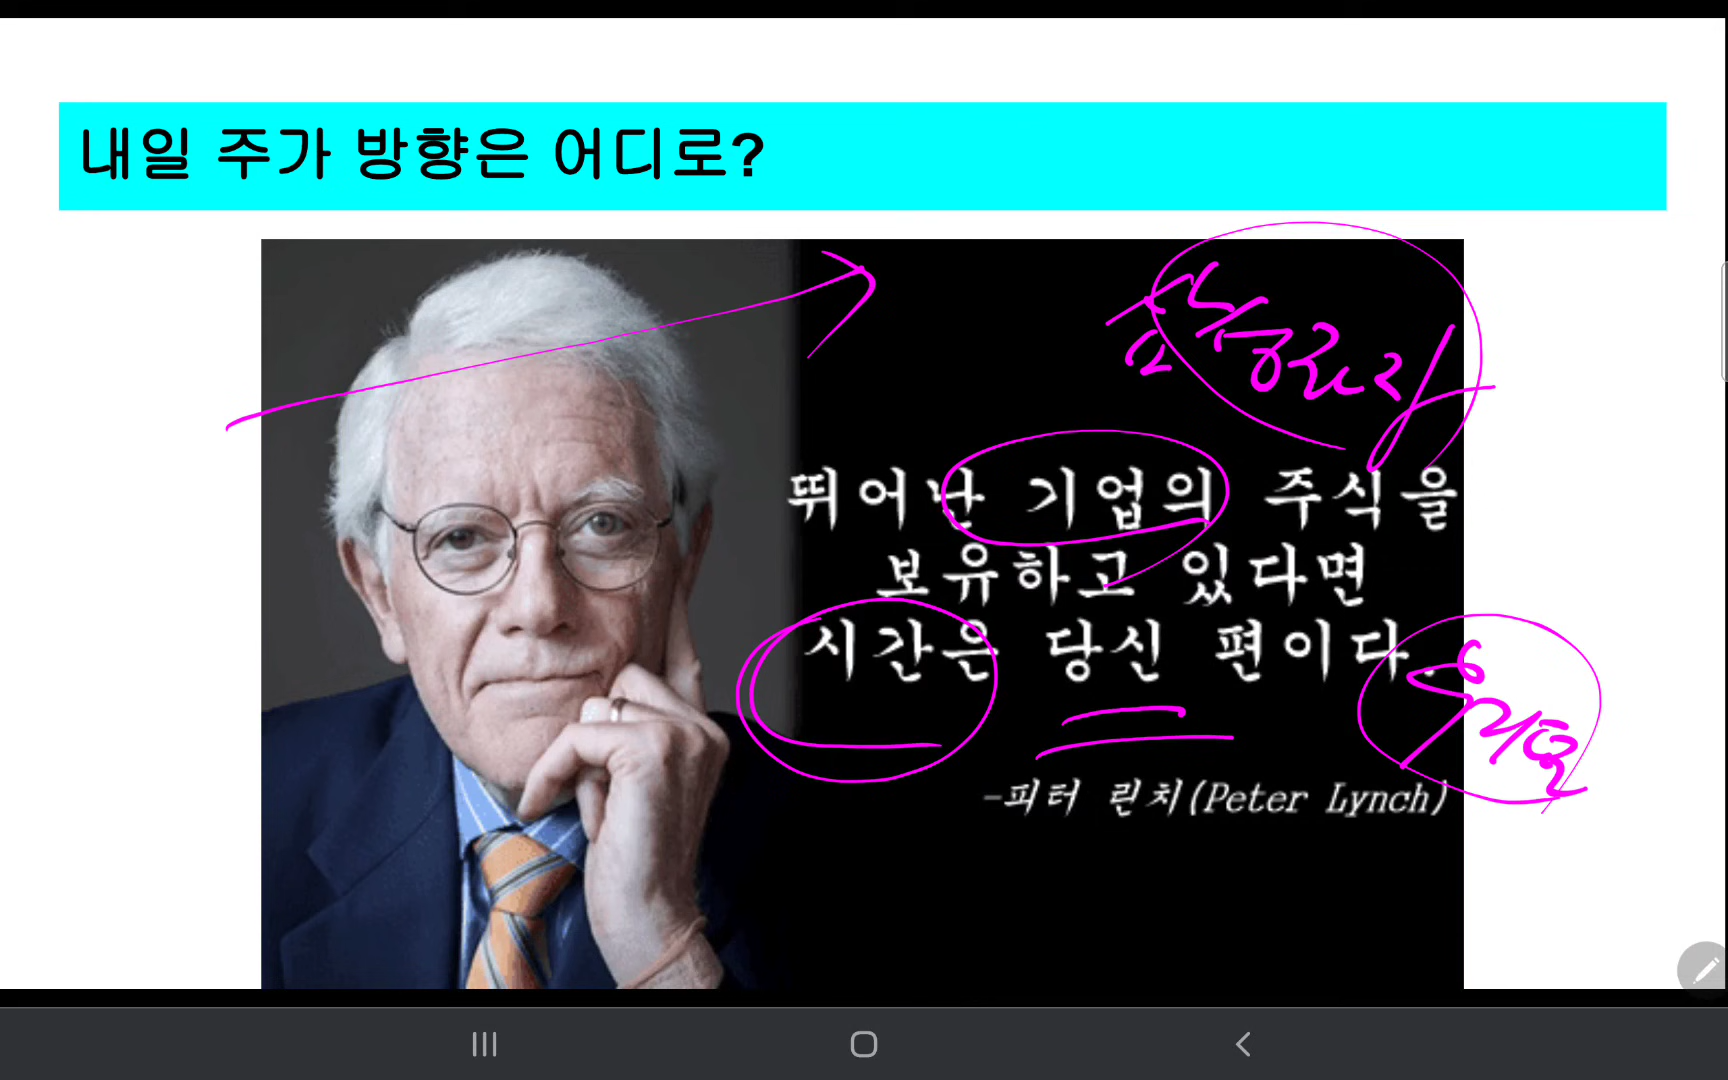 내일 주가 방향은 어디로?
뛰어난 기업의 주식을
보유하고 있다면
시간은 당신 편이다.
-피터 린치(Peter Lynch)